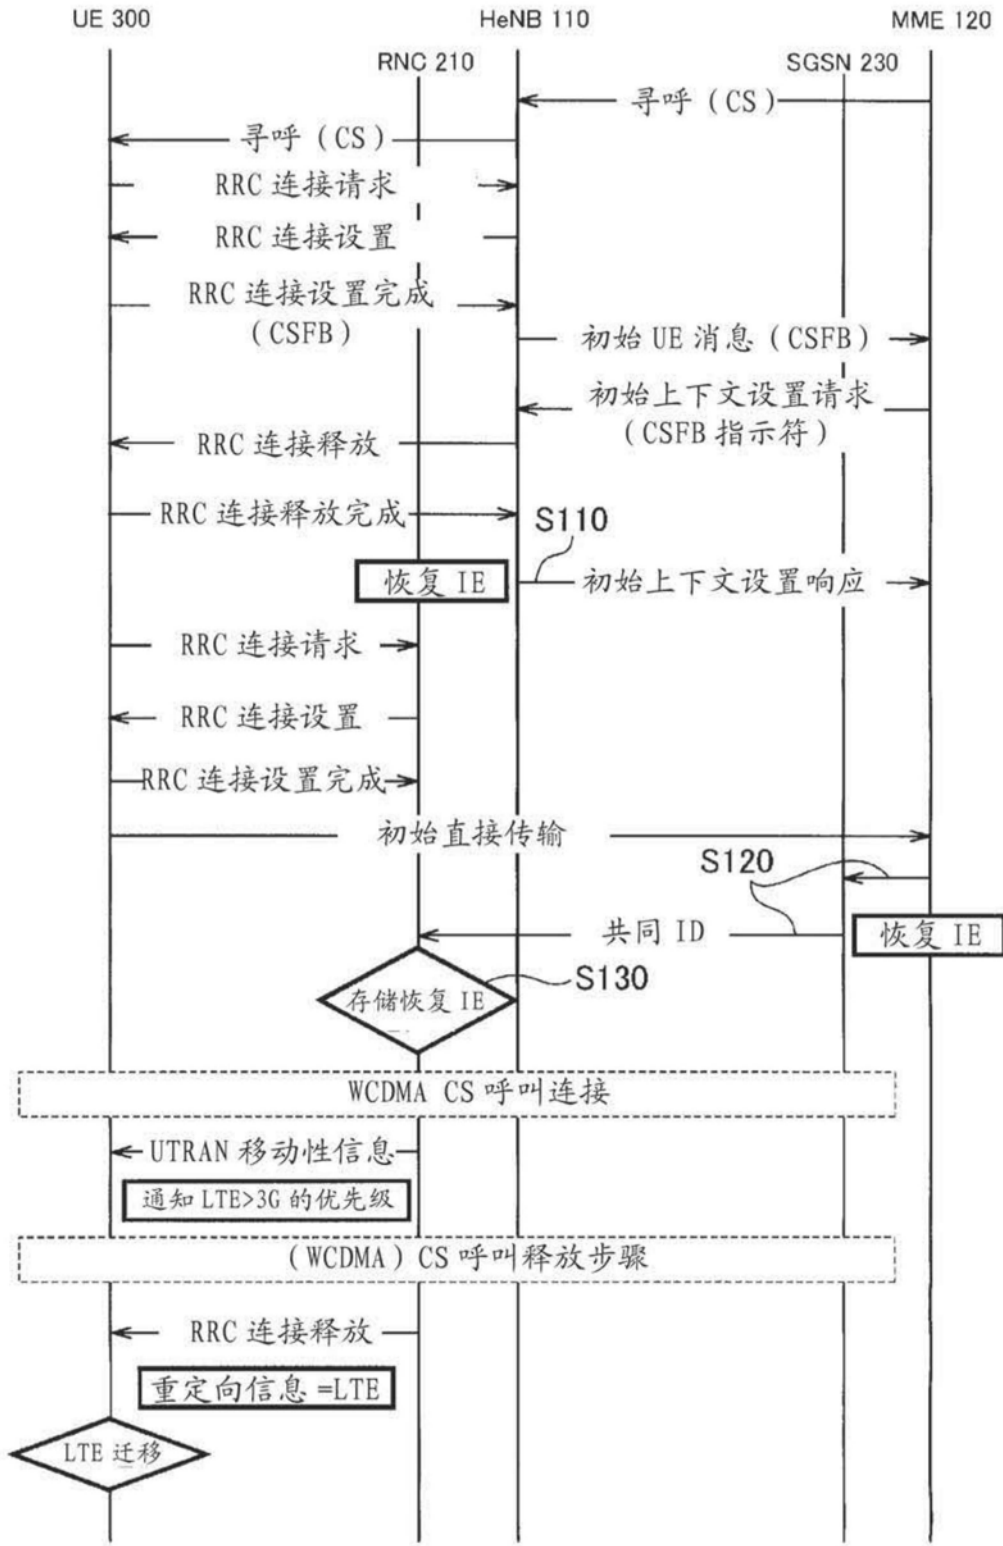 UE 300
HeNB 110
MME 120
RNC 210
SGSN 230
寻呼 (CS)
寻呼 (CS)
RRC 连接请求
RRC 连接设置
RRC 连接设置完成
(CSFB)
初始 UE 消息 (CSFB)
初始上下文设置请求
(CSFB 指示符)
RRC 连接释放
RRC 连接释放完成
S110
恢复 IE
初始上下文设置响应
RRC 连接请求
RRC 连接设置
RRC 连接设置完成
初始直接传输
S120
共同 ID
恢复 IE
S130
存储恢复 IE
WCDMA CS 呼叫连接
UTRAN 移动性信息
通知 LTE>3G 的优先级
(WCDMA) CS 呼叫释放步骤
RRC 连接释放
重定向信息 =LTE
LTE 迁移